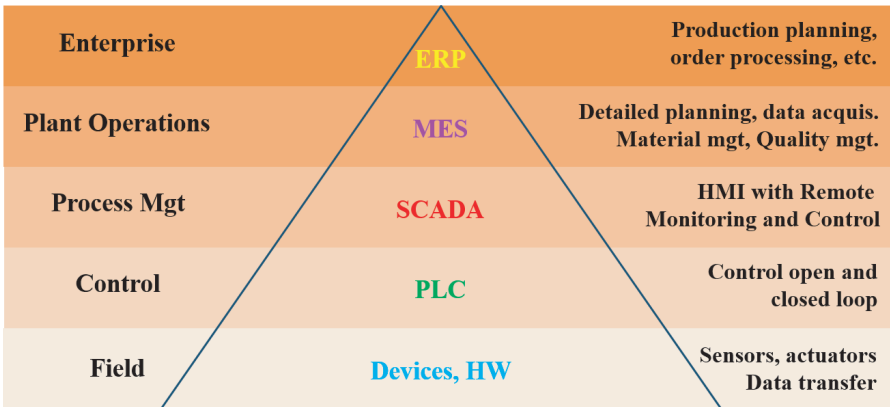 Enterprise
ERP
Production planning,
order processing, etc.
Plant Operations
MES
Detailed planning, data acquis.
Material mgt, Quality mgt.
Process Mgt
SCADA
HMI with Remote
Monitoring and Control
Control
PLC
Control open and
closed loop
Field
Devices, HW
Sensors, actuators
Data transfer